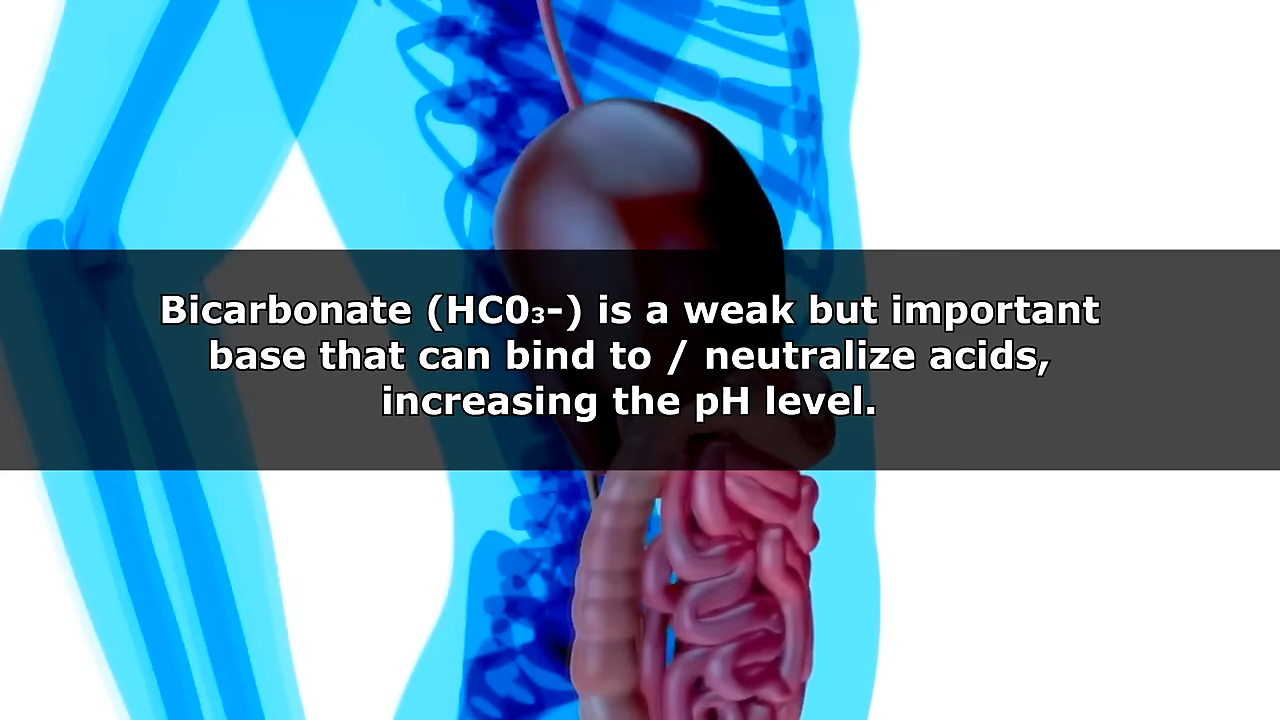 Bicarbonate (HC0₃-) is a weak but important
base that can bind to / neutralize acids,
increasing the pH level.